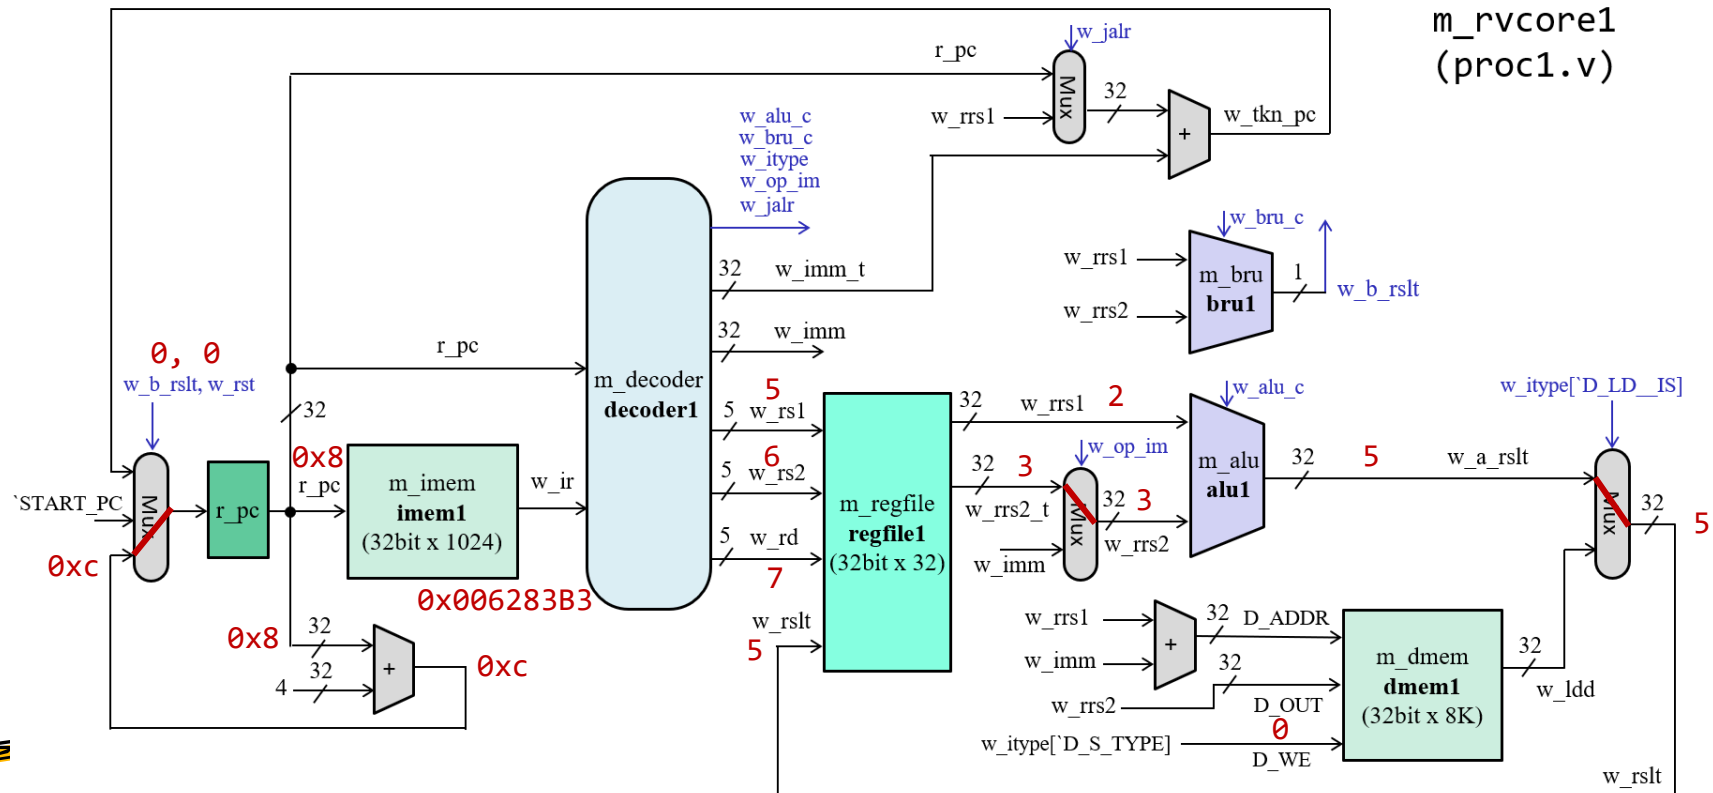 m_rvcore1
(proc1.v)
w_jalr
r_pc
Mux
32
w_rrs1
+
w_tkn_pc
w_alu_c
w_bru_c
w_itype
w_op_im
w_jalr
32
w_imm_t
32
w_imm
w_bru_c
w_rrs1
w_rrs2
m_bru
bru1
1
w_b_rslt
0, 0
w_b_rslt, w_rst
r_pc
32
m_decoder
decoder1
5
5
w_rs1
6
5
w_rs2
5
w_rd
7
w_rslt
5
`START_PC
Mux
0xc
r_pc
0x8
r_pc
m_imem
imem1
(32bit x 1024)
w_ir
0x006283B3
0x8
32
4
32
+
0xc
m_regfile
regfile1
(32bit x 32)
32
w_rrs1
2
32
3
w_rrs2_t
w_op_im
Mux
w_imm
32
3
w_rrs2
w_alu_c
m_alu
alu1
32
5
w_a_rslt
w_itype[`D_LD__IS]
Mux
32
5
w_rrs1
w_imm
+
32
D_ADDR
w_rrs2
32
D_OUT
0
w_itype[`D_S_TYPE]
D_WE
m_dmem
dmem1
(32bit x 8K)
32
w_ldd
w_rslt